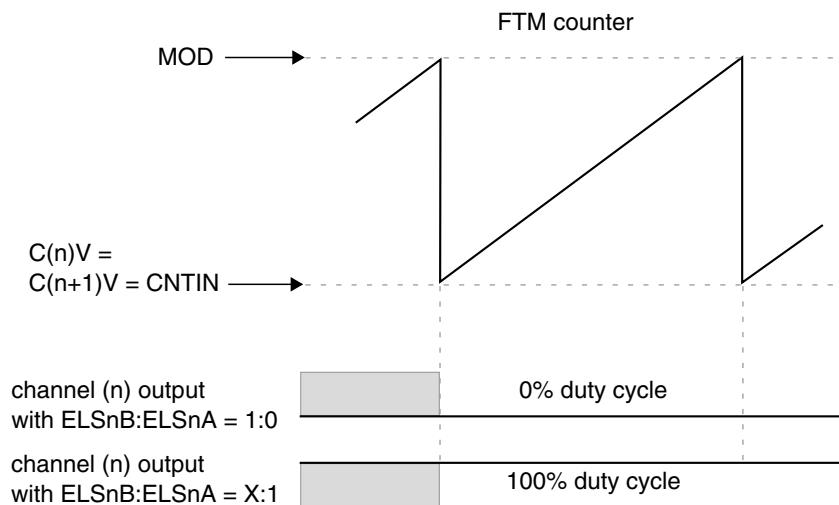 FTM counter
MOD
C(n)V =
C(n+1)V = CNTIN
channel (n) output
with ELSnB:ELSnA = 1:0
0% duty cycle
channel (n) output
with ELSnB:ELSnA = X:1
100% duty cycle